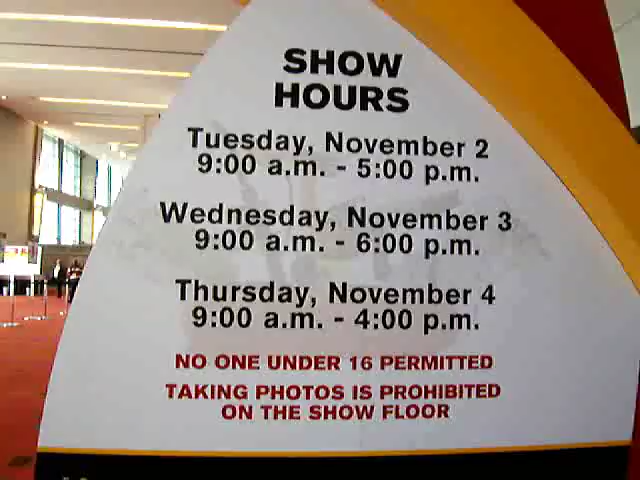 SHOW
HOURS
Tuesday, November 2
9:00 a.m. - 5:00 p.m.
Wednesday, November 3
9:00 a.m. - 6:00 p.m.
Thursday, November 4
9:00 a.m. - 4:00 p.m.
NO ONE UNDER 16 PERMITTED
TAKING PHOTOS IS PROHIBITED
ON THE SHOW FLOOR